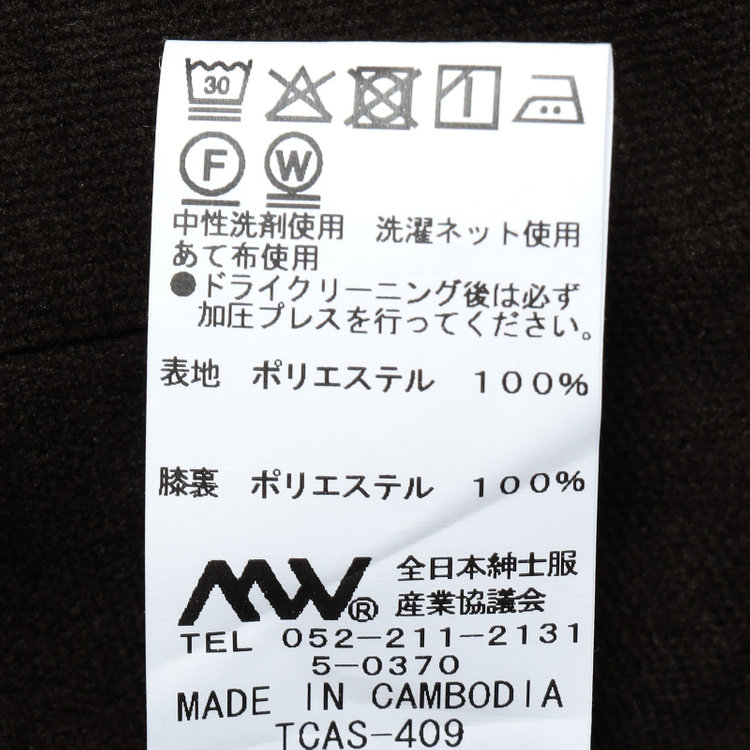 30
F W
中性洗剤使用 洗濯ネット使用
あて布使用
●ドライクリーニング後は必ず
加圧プレスを行ってください。
表地 ポリエステル 100%
膝裏 ポリエステル 100%
MW® 全日本紳士服
産業協議会
TEL 052-211-2131
5-0370
MADE IN CAMBODIA
TCAS-409